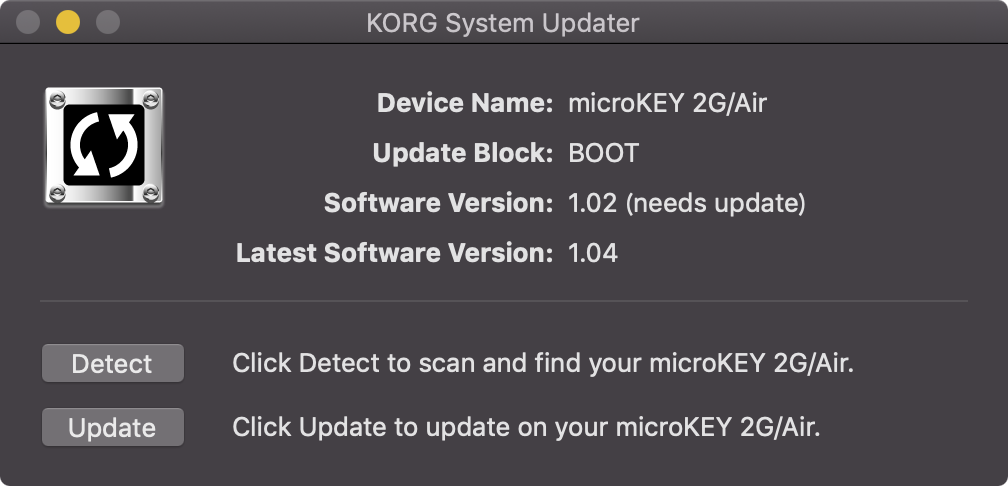 KORG System Updater
Device Name: microKEY 2G/Air
Update Block: BOOT
Software Version: 1.02 (needs update)
Latest Software Version: 1.04
Detect Click Detect to scan and find your microKEY 2G/Air.
Update Click Update to update on your microKEY 2G/Air.